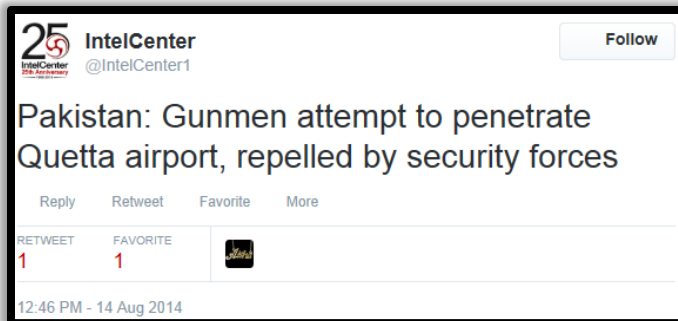 25
IntelCenter
25th Anniversary
IntelCenter
@IntelCenter1
Follow
Pakistan: Gunmen attempt to penetrate
Quetta airport, repelled by security forces
Reply Retweet Favorite More
RETWEET FAVORITE
1 1
12:46 PM - 14 Aug 2014